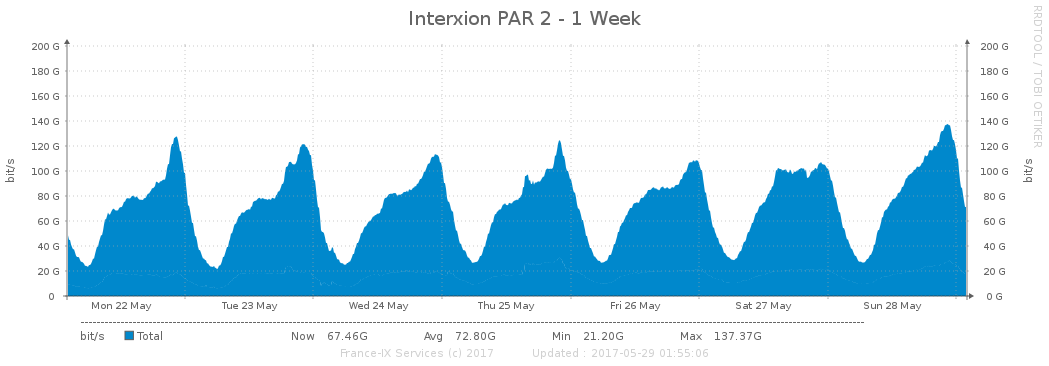 Interxion PAR 2 - 1 Week
RRDTOOL / TOBI OETIKER
200 G 200 G
180 G 180 G
160 G 160 G
140 G 140 G
120 G 120 G
100 G 100 G
80 G 80 G
60 G 60 G
40 G 40 G
20 G 20 G
0 0 G
bit/s bit/s
Mon 22 May Tue 23 May Wed 24 May Thu 25 May Fri 26 May Sat 27 May Sun 28 May
bit/s Total Now 67.46G Avg 72.80G Min 21.20G Max 137.37G
France-IX Services (c) 2017 Updated : 2017-05-29 01:55:06